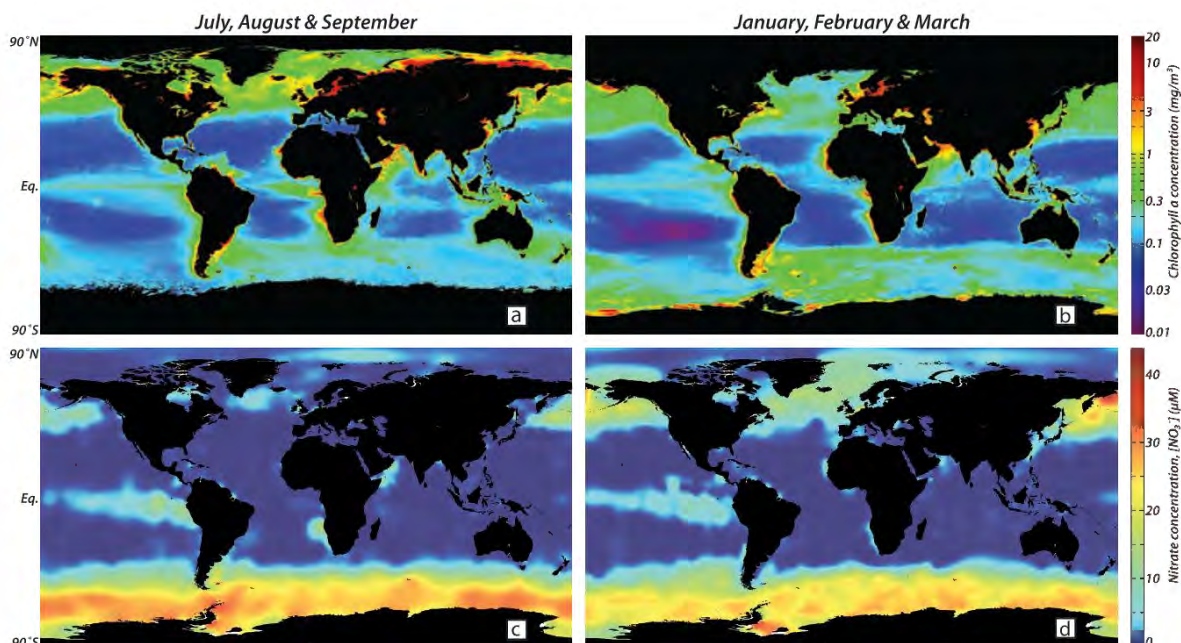 July, August & September
January, February & March
90°N
Eq.
90°S
a
b
20
10
3
1
0.3
0.1
0.03
0.01
Chlorophyll a concentration (mg/m³)
90°N
Eq.
90°S
c
d
40
30
20
10
0
Nitrate concentration, [NO₃] (μM)